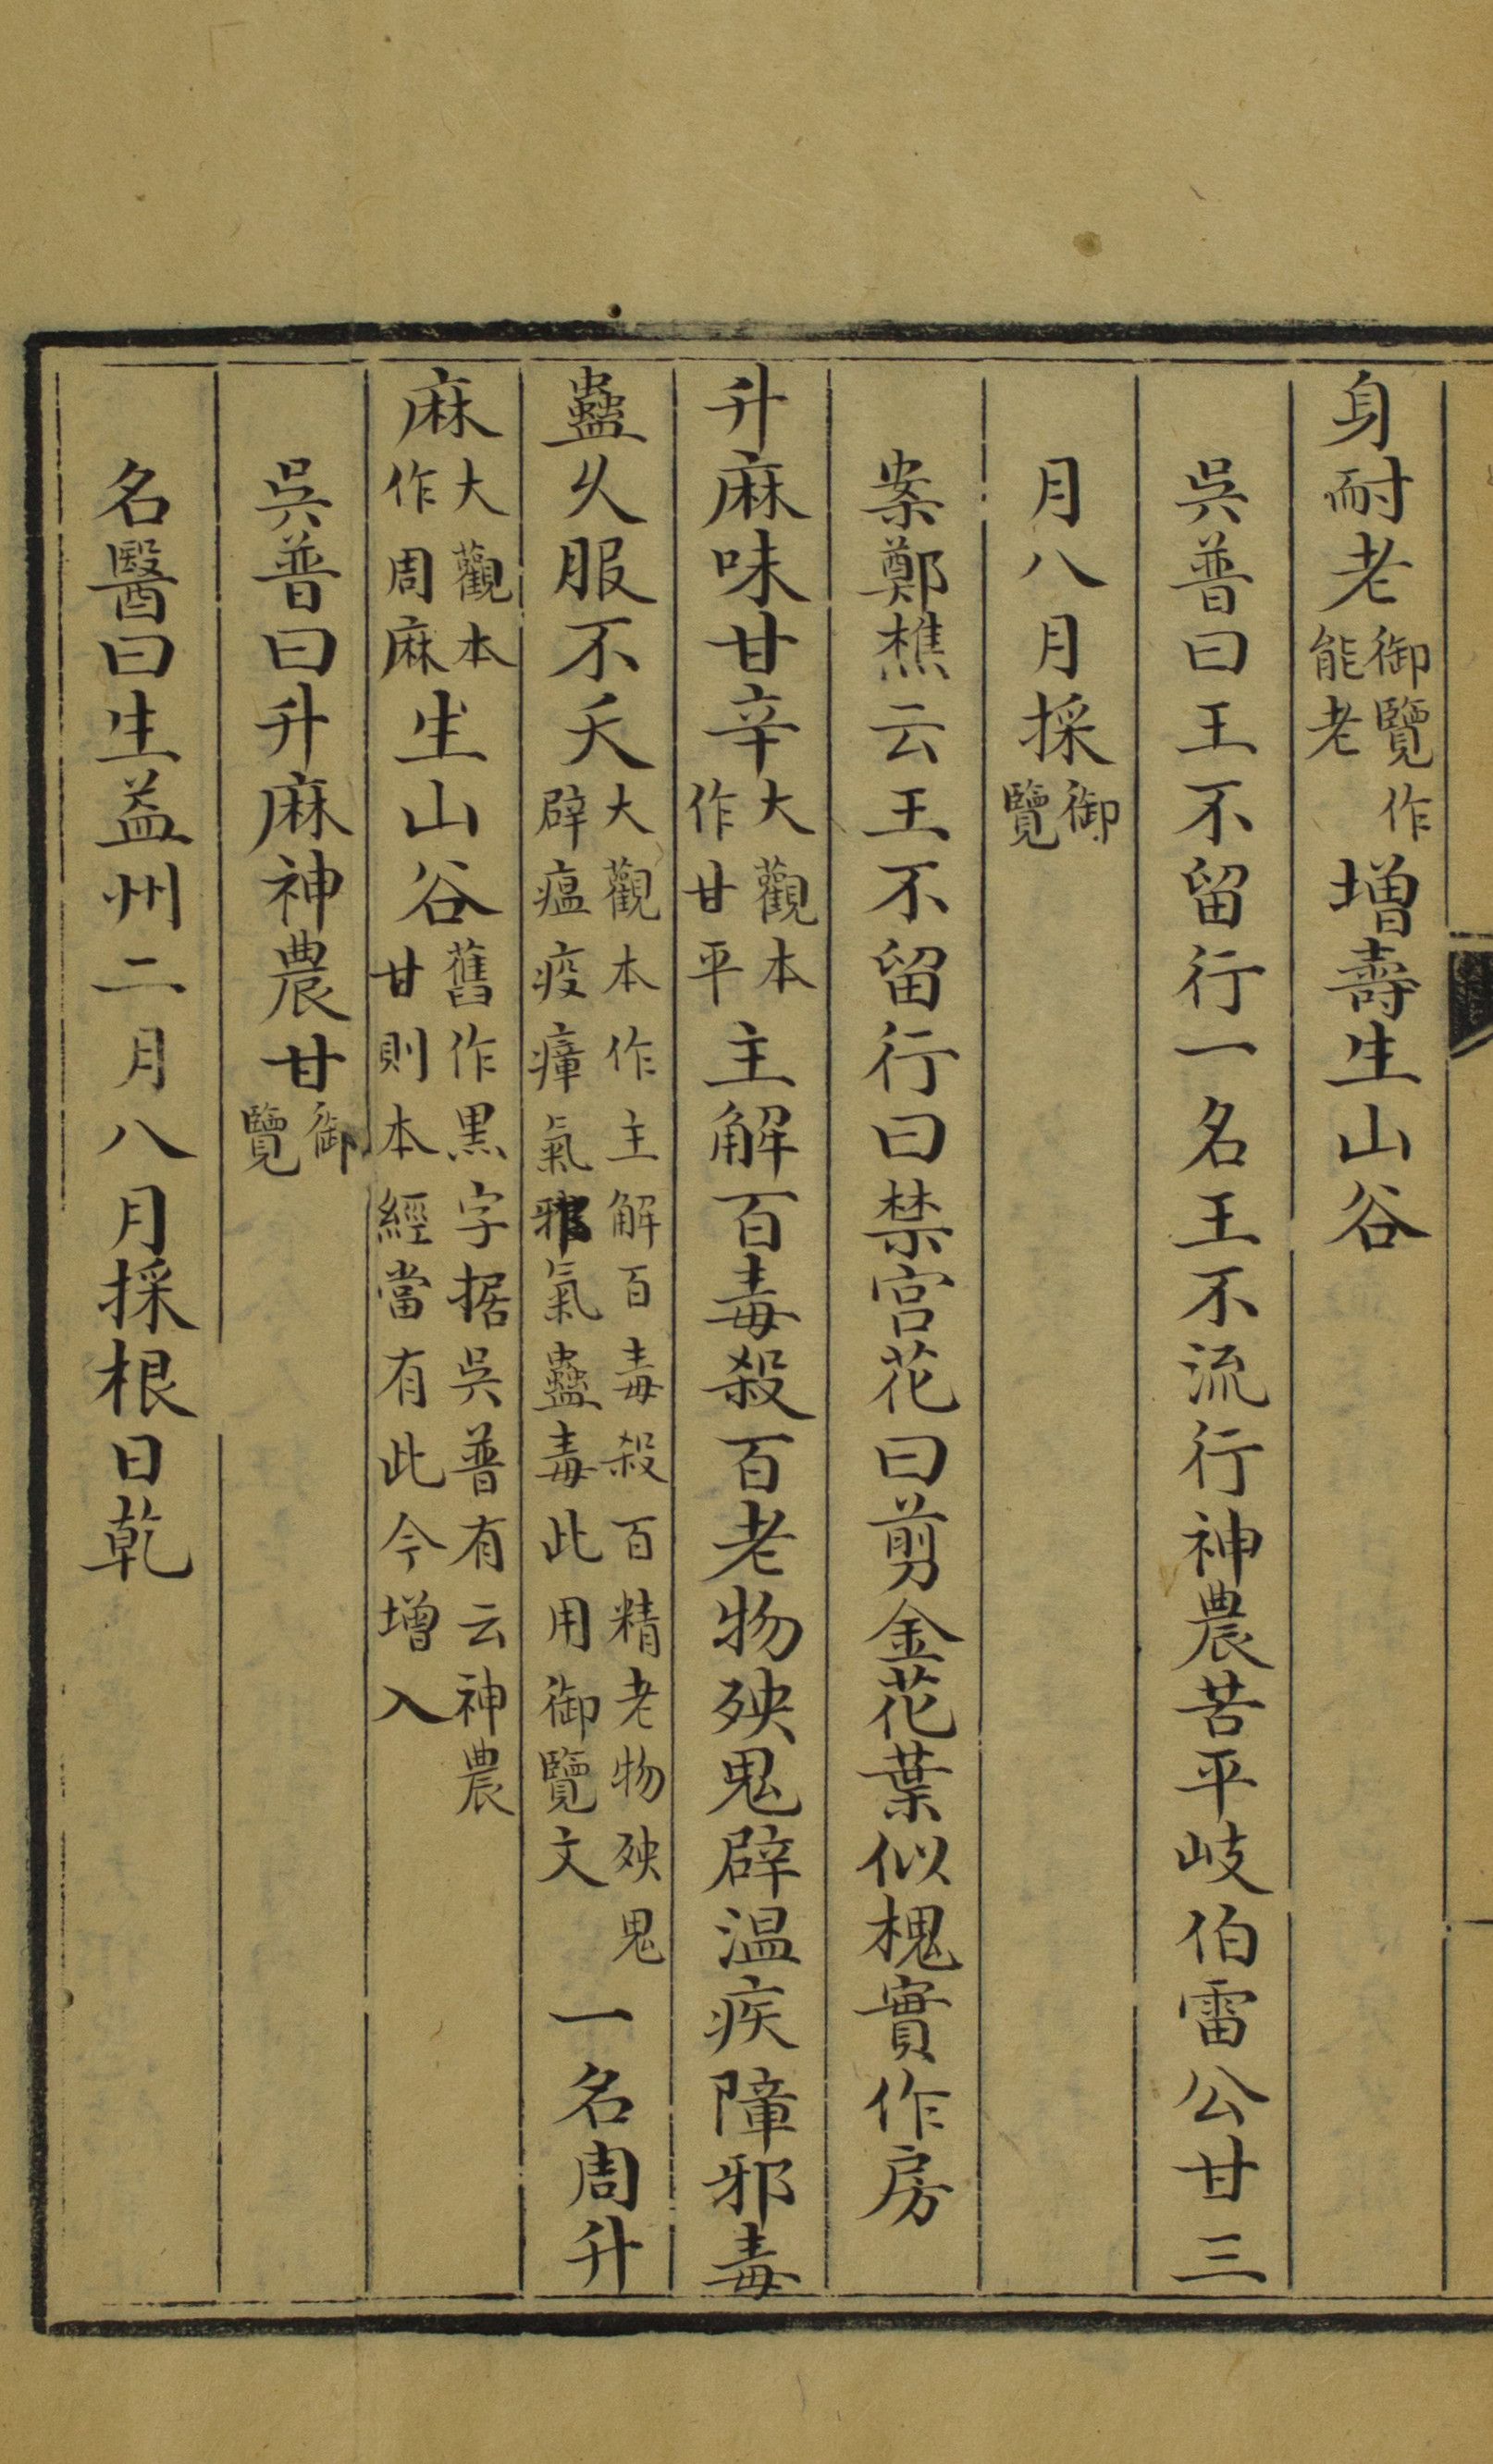 身耐老御覽作能老增壽生山谷
吳普曰王不留行一名王不流行神農苦平岐伯雷公甘三
月八月採御覽
案鄭樵云王不留行曰禁宮花曰剪金花葉似槐實作房
升麻味甘辛大觀本作甘平主解百毒殺百老物殃鬼辟温疾障邪毒
蠱久服不夭大觀本作主解百毒殺百精老物殃鬼辟瘟疫瘴氣邪氣蠱毒此用御覽文一名周升
麻大觀本作周麻生山谷舊作黑字据吳普有云神農甘則本經當有此今增入
吳普曰升麻神農甘御覽
名醫曰生益州二月八月採根日乾